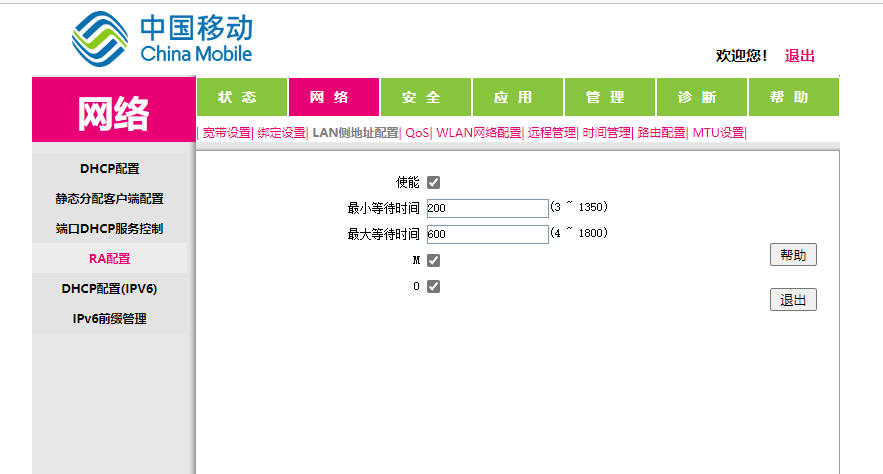 中国移动
China Mobile
欢迎您！ 退出
网络
状 态 网 络 安 全 应 用 管 理 诊 断 帮 助
| 宽带设置| 绑定设置| LAN侧地址配置| QoS| WLAN网络配置| 远程管理| 时间管理| 路由配置| MTU设置|
DHCP配置
静态分配客户端配置
端口DHCP服务控制
RA配置
DHCP配置(IPV6)
IPv6前缀管理
使能
最小等待时间 200 (3 ~ 1350)
最大等待时间 600 (4 ~ 1800)
M
O
帮助
退出